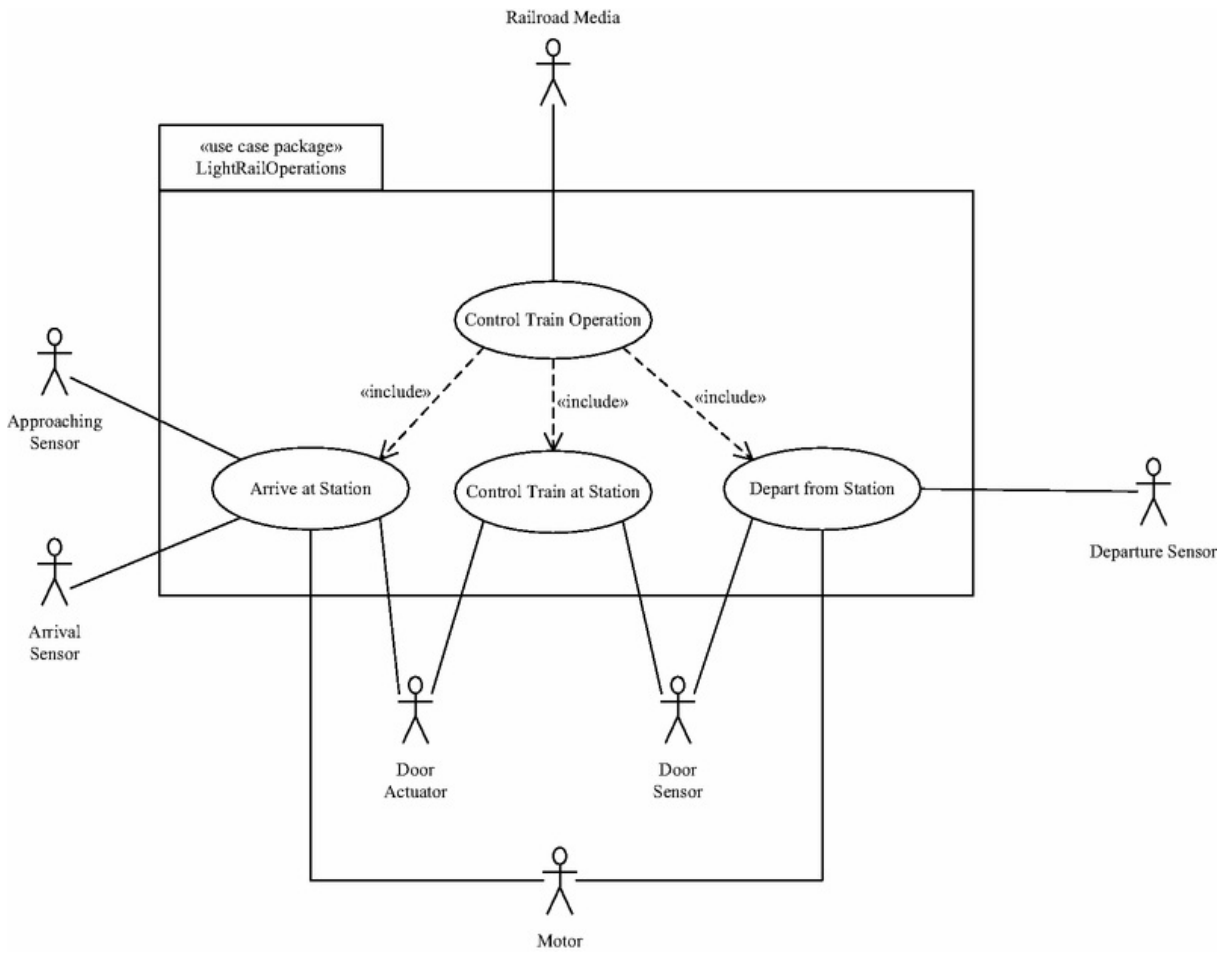 Railroad Media
«use case package»
LightRailOperations
Control Train Operation
«include»
«include»
«include»
Approaching
Sensor
Arrive at Station
Control Train at Station
Depart from Station
Departure Sensor
Arrival
Sensor
Door
Actuator
Door
Sensor
Motor